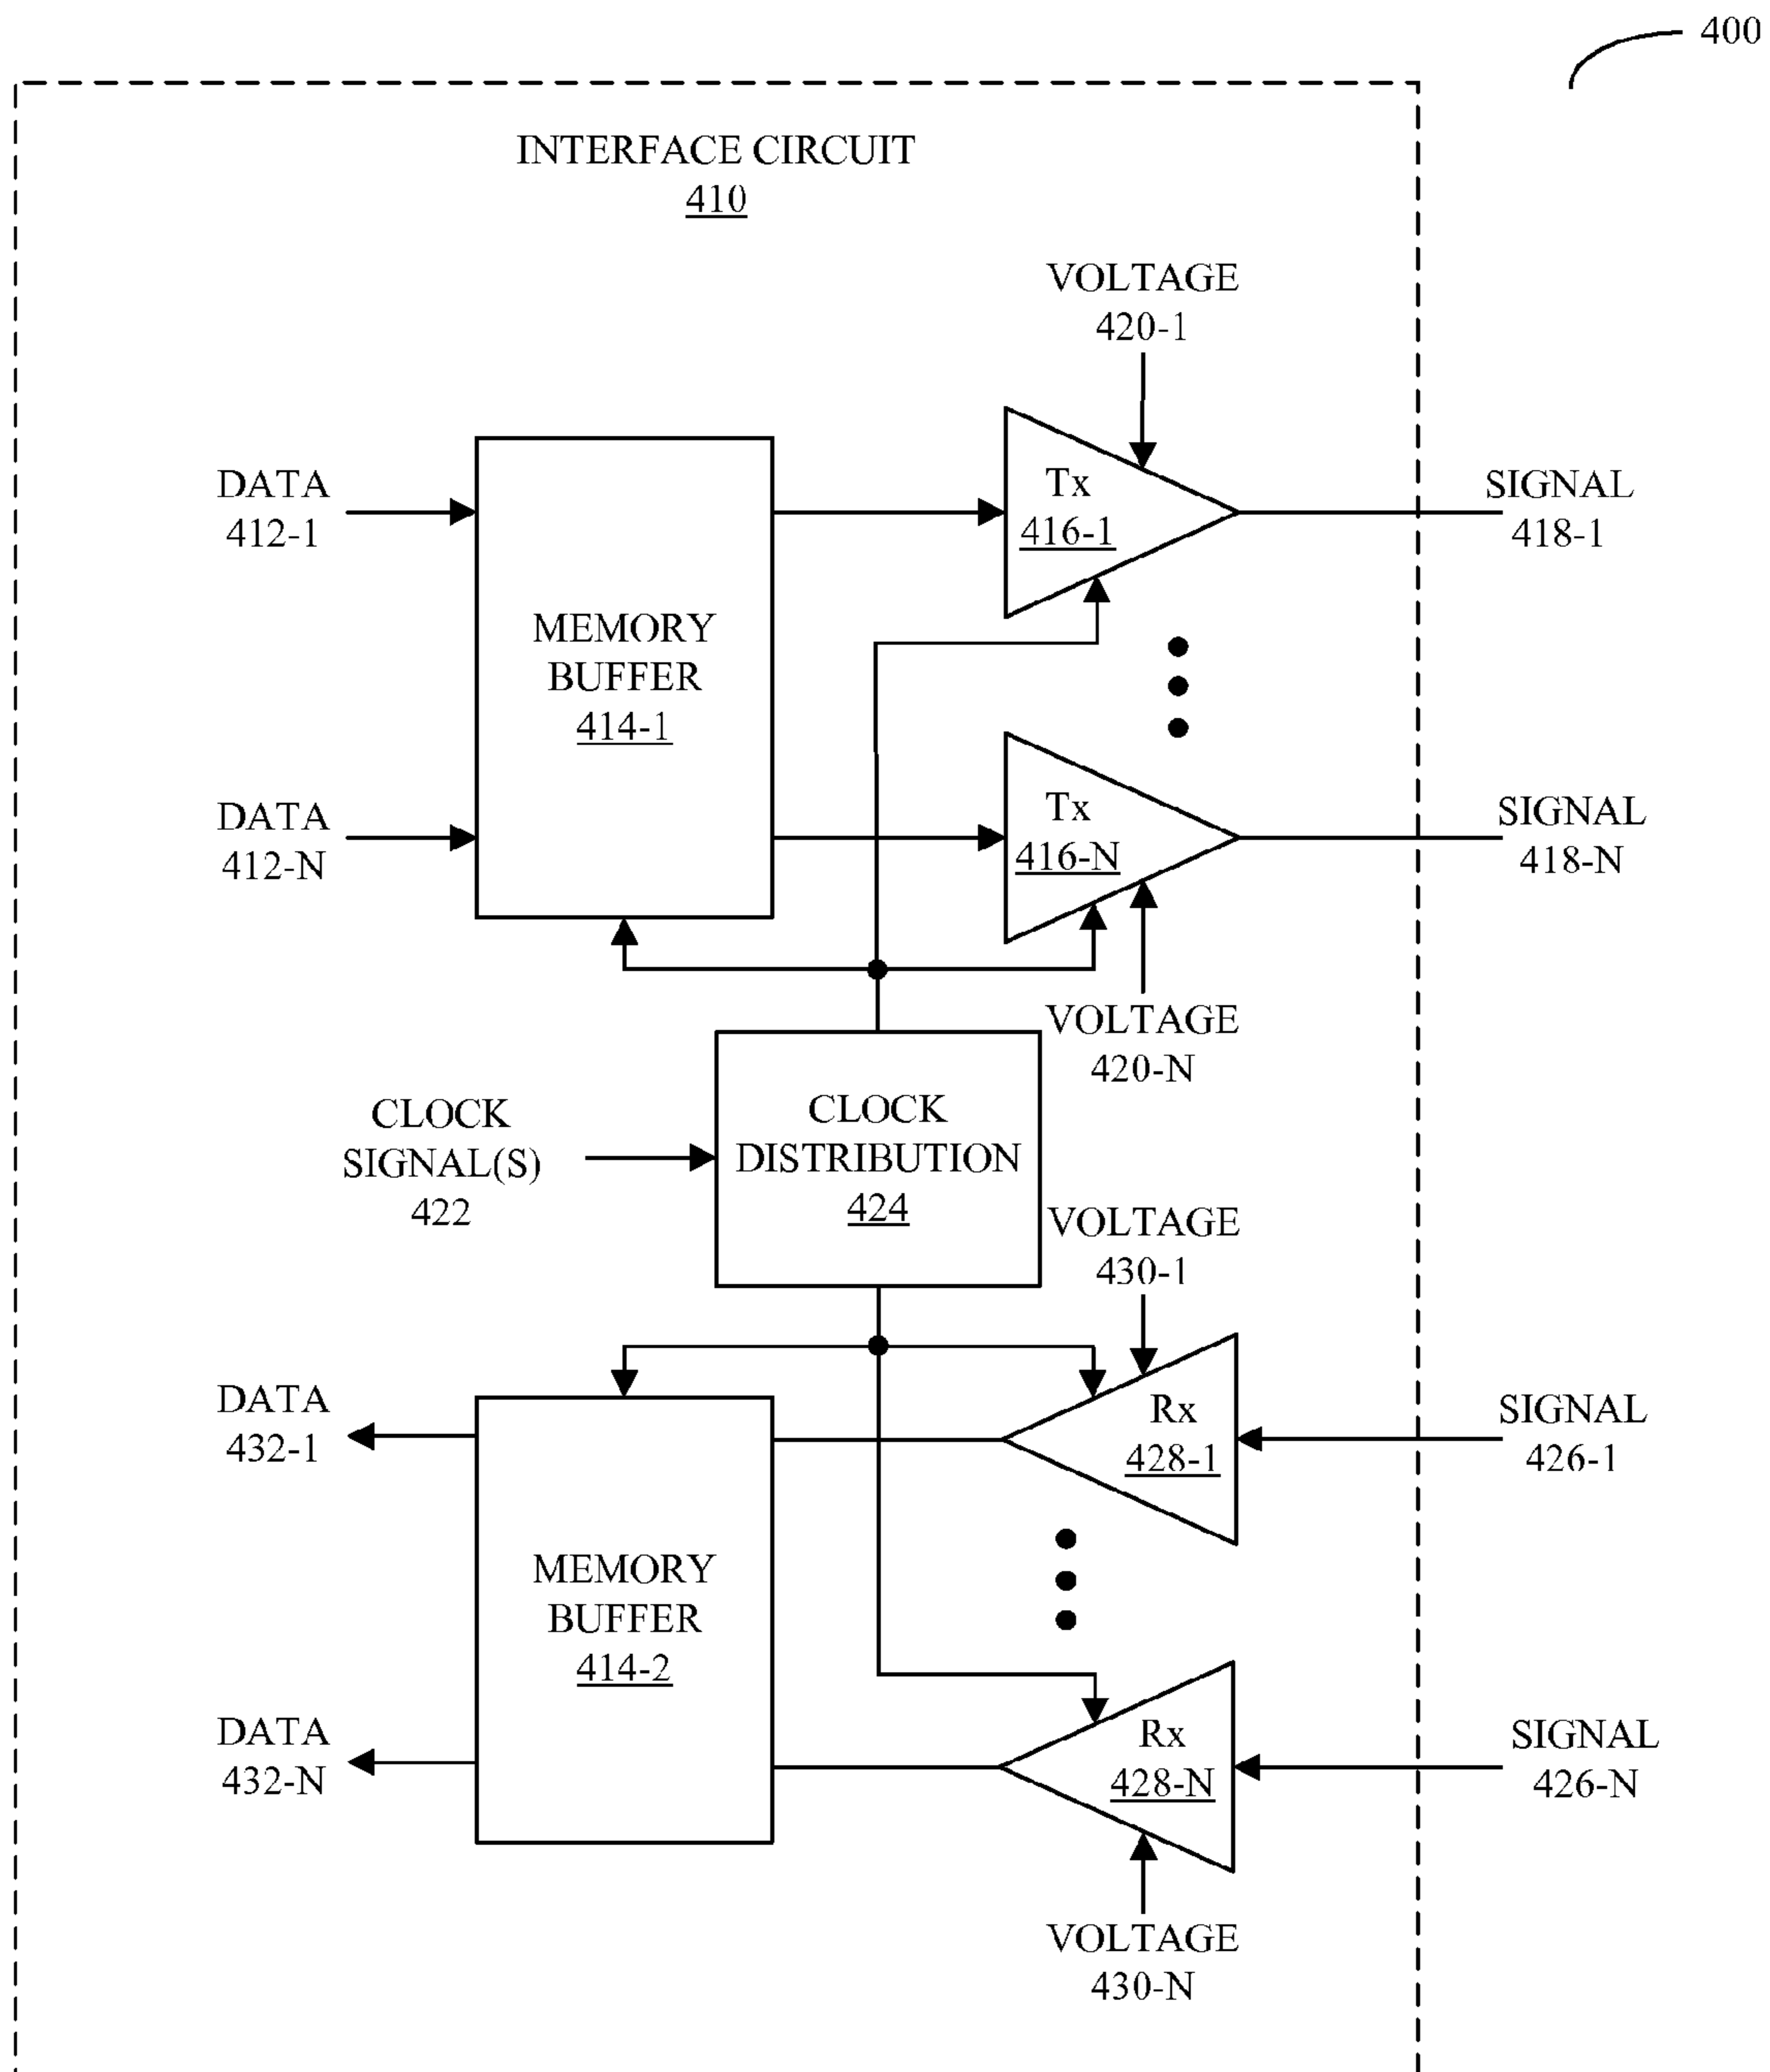 400
INTERFACE CIRCUIT
410
VOLTAGE
420-1
DATA
412-1
Tx
416-1
SIGNAL
418-1
MEMORY
BUFFER
414-1
DATA
412-N
Tx
416-N
SIGNAL
418-N
VOLTAGE
420-N
CLOCK
SIGNAL(S)
422
CLOCK
DISTRIBUTION
424
VOLTAGE
430-1
DATA
432-1
Rx
428-1
SIGNAL
426-1
MEMORY
BUFFER
414-2
DATA
432-N
Rx
428-N
SIGNAL
426-N
VOLTAGE
430-N